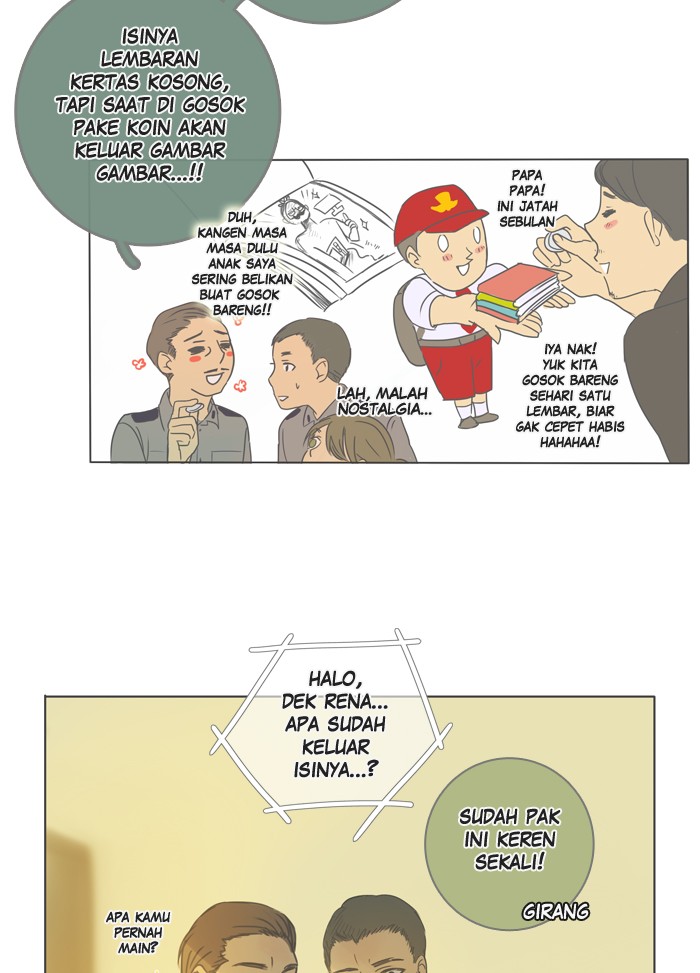 ISINYA
LEMBARAN
KERTAS KOSONG,
TAPI SAAT DI GOSOK
PAKE KOIN AKAN
KELUAR GAMBAR
GAMBAR...!!
DUH,
KANGEN MASA
MASA DULU
ANAK SAYA
SERING BELIKAN
BUAT GOSOK
BARENG!!
PAPA
PAPA!
INI JATAH
SEBULAN
LAH, MALAH
NOSTALGIA...
IYA NAK!
YUK KITA
GOSOK BARENG
SEHARI SATU
LEMBAR, BIAR
GAK CEPET HABIS
HAHAHAA!
HALO,
DEK RENA...
APA SUDAH
KELUAR
ISINYA...?
SUDAH PAK
INI KEREN
SEKALI!
GIRANG
APA KAMU
PERNAH
MAIN?